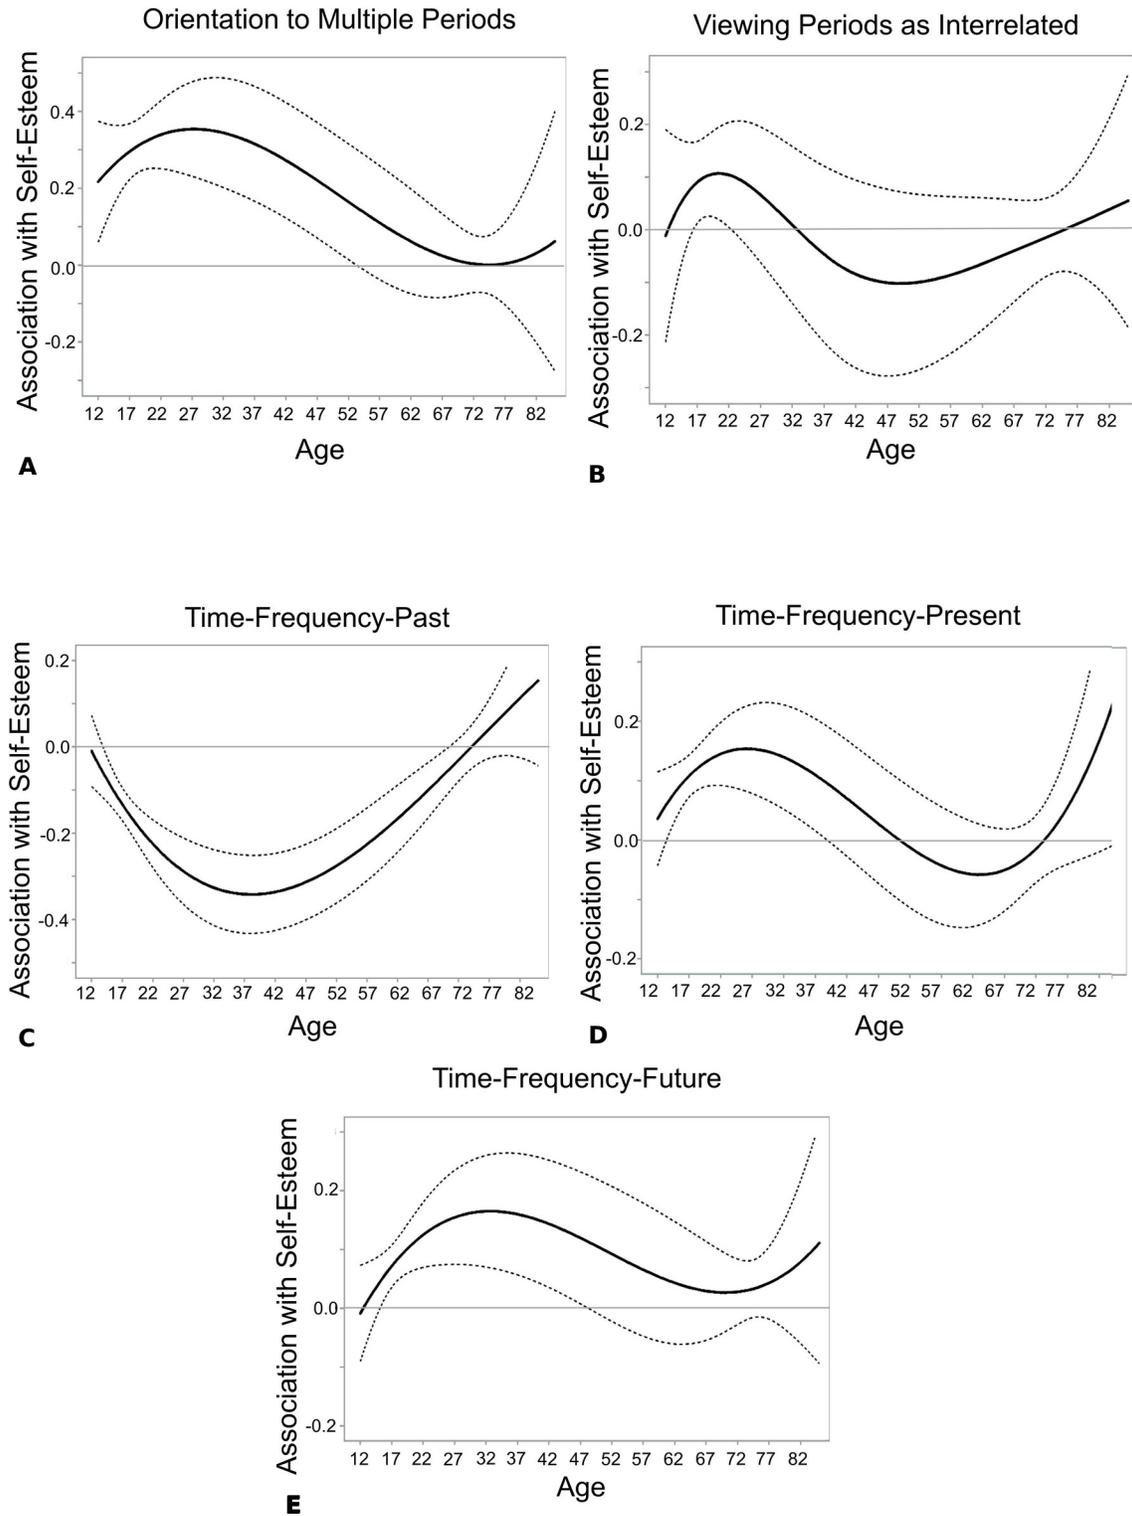 Orientation to Multiple Periods
Association with Self-Esteem
0.4
0.2
0.0
-0.2
12 17 22 27 32 37 42 47 52 57 62 67 72 77 82
Age
A
Viewing Periods as Interrelated
Association with Self-Esteem
0.2
0.0
-0.2
12 17 22 27 32 37 42 47 52 57 62 67 72 77 82
Age
B
Time-Frequency-Past
Association with Self-Esteem
0.2
0.0
-0.2
-0.4
12 17 22 27 32 37 42 52 57 62 67 72 77 82
Age
C
Time-Frequency-Present
Association with Self-Esteem
0.2
0.0
-0.2
12 17 22 27 32 37 42 47 52 57 62 67 72 77 82
Age
D
Time-Frequency-Future
Association with Self-Esteem
0.2
0.0
-0.2
12 17 22 27 32 37 42 47 52 57 62 67 72 77 82
Age
E